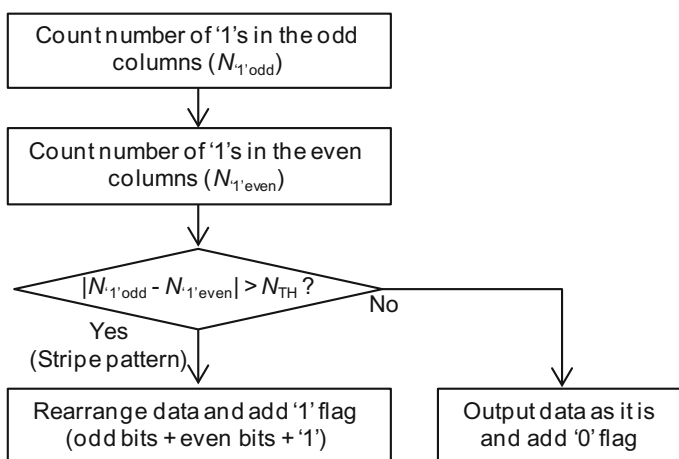 Count number of '1's in the odd
columns (N'1'odd)
Count number of '1's in the even
columns (N'1'even)
|N'1'odd - N'1'even| > NTH ?
No
Yes
(Stripe pattern)
Rearrange data and add '1' flag
(odd bits + even bits + '1')
Output data as it is
and add '0' flag